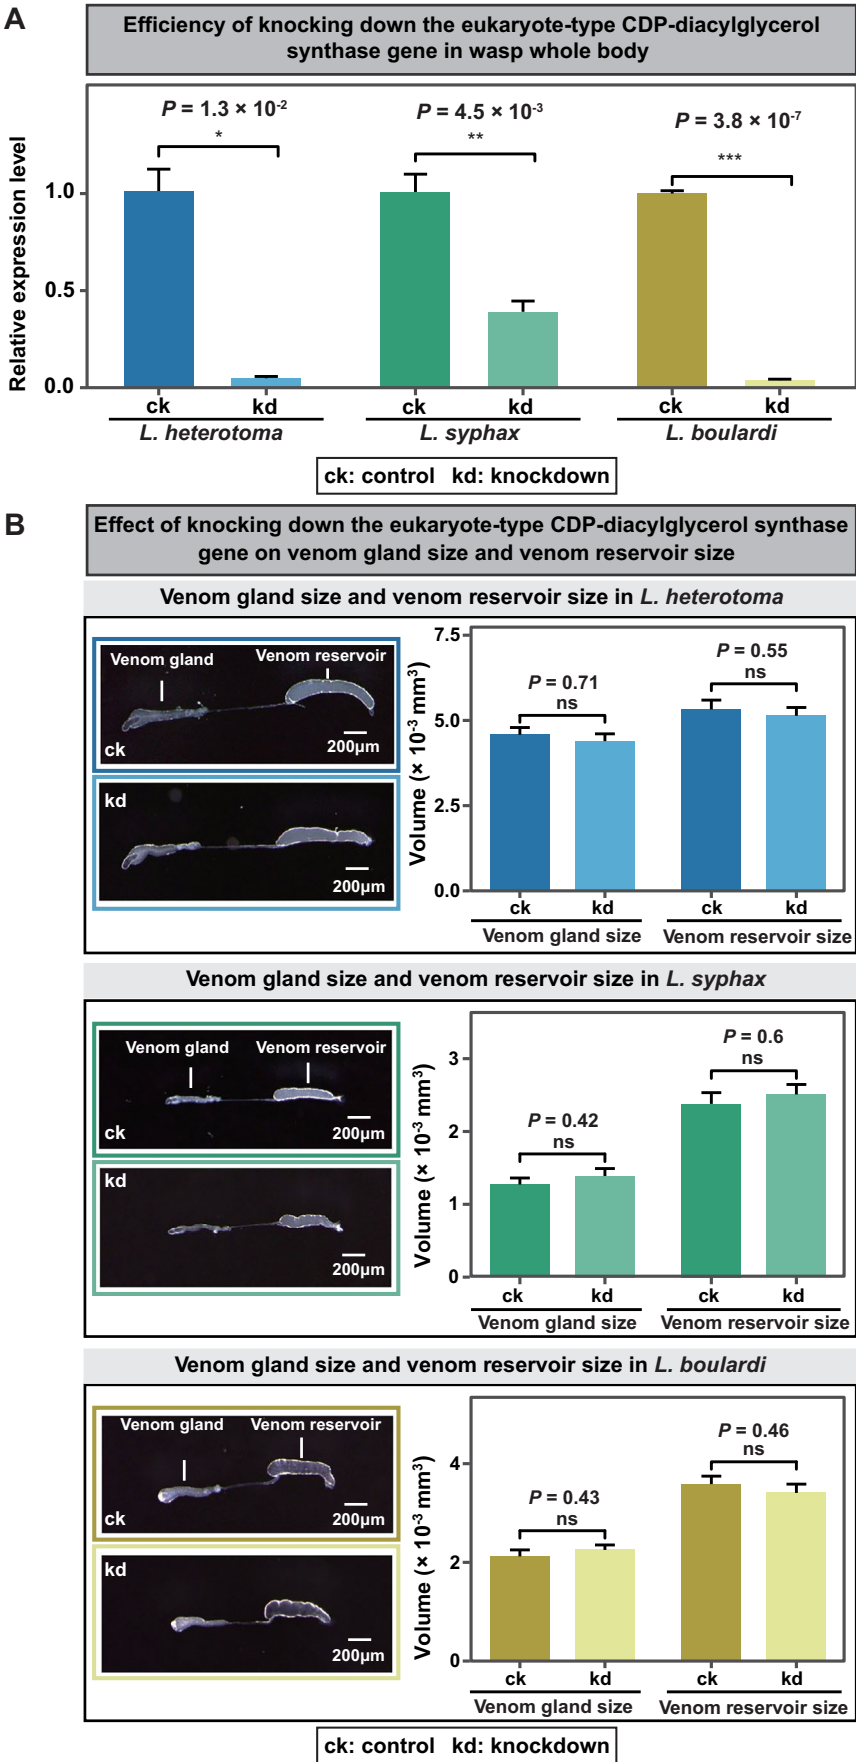 A
Efficiency of knocking down the eukaryote-type CDP-diacylglycerol
synthase gene in wasp whole body
P = 1.3 × 10⁻²
*
P = 4.5 × 10⁻³
**
P = 3.8 × 10⁻⁷
***
Relative expression level
1.0
0.5
0.0
ck kd ck kd ck kd
L. heterotoma L. syphax L. boulardi
ck: control kd: knockdown
B
Effect of knocking down the eukaryote-type CDP-diacylglycerol synthase
gene on venom gland size and venom reservoir size
Venom gland size and venom reservoir size in L. heterotoma
Venom gland Venom reservoir
200μm
ck
kd
200μm
Volume (× 10⁻³ mm³)
7.5
5.0
2.5
0.0
P = 0.71
ns
P = 0.55
ns
ck kd ck kd
Venom gland size Venom reservoir size
Venom gland size and venom reservoir size in L. syphax
Venom gland Venom reservoir
200μm
ck
kd
200μm
Volume (× 10⁻³ mm³)
3
2
1
0
P = 0.42
ns
P = 0.6
ns
ck kd ck kd
Venom gland size Venom reservoir size
Venom gland size and venom reservoir size in L. boulardi
Venom gland Venom reservoir
200μm
ck
kd
200μm
Volume (× 10⁻³ mm³)
4
2
0
P = 0.43
ns
P = 0.46
ns
ck kd ck kd
Venom gland size Venom reservoir size
ck: control kd: knockdown